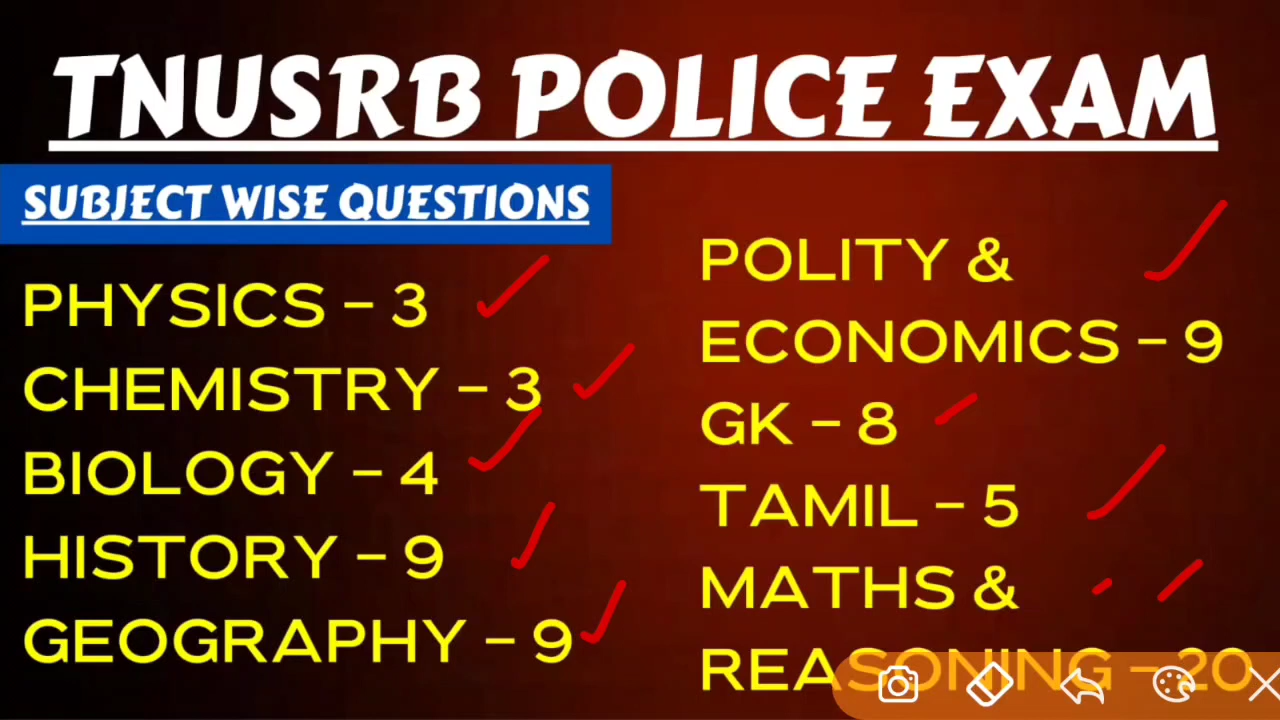 TNUSRB POLICE EXAM
SUBJECT WISE QUESTIONS
PHYSICS – 3
CHEMISTRY – 3
BIOLOGY – 4
HISTORY – 9
GEOGRAPHY – 9
POLITY &
ECONOMICS – 9
GK – 8
TAMIL – 5
MATHS &
REASONING – 20